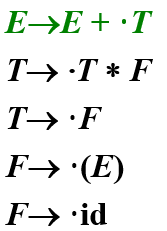 E→E + ·T
T→ ·T * F
T→ ·F
F→ ·(E)
F→ ·id